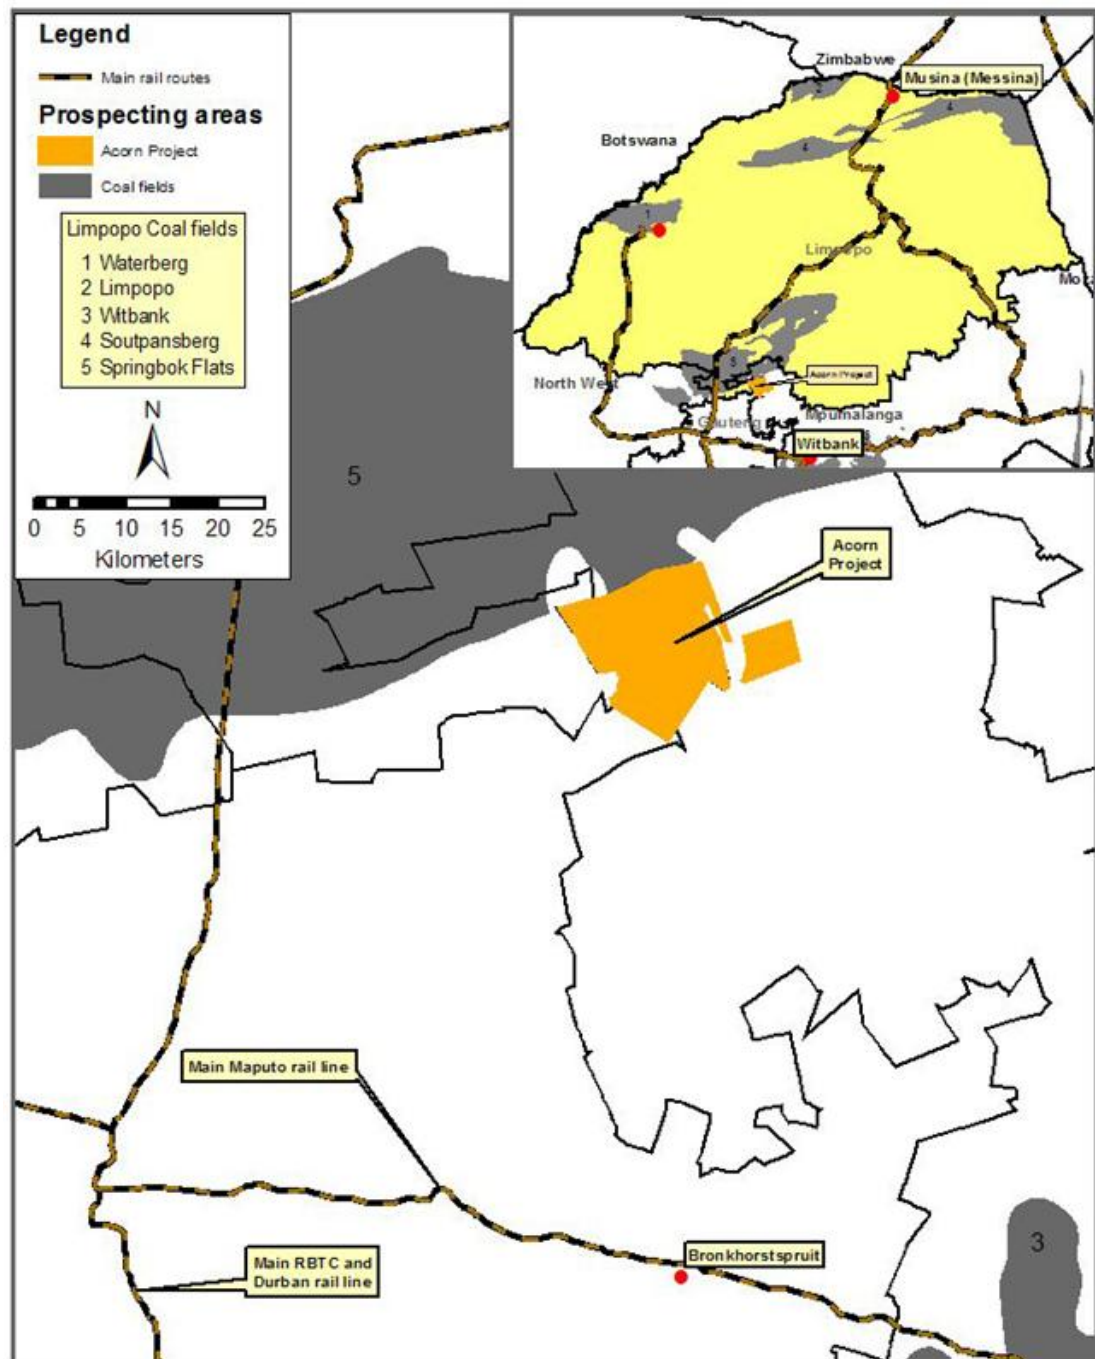 Legend
Main rail routes
Prospecting areas
Acorn Project
Coal fields
Limpopo Coal fields
1 Waterberg
2 Limpopo
3 Witbank
4 Soutpansberg
5 Springbok Flats
N
0 5 10 15 20 25
Kilometers
Zimbabwe
Musina (Messina)
2
4
Botswana
4
1
Limpopo
Moza
5
North West
Acorn Project
Mpumalanga
Gauteng
Witbank
3
5
Acorn
Project
Main Maputo rail line
Main RBTC and
Durban rail line
Bronkhorstspruit
3